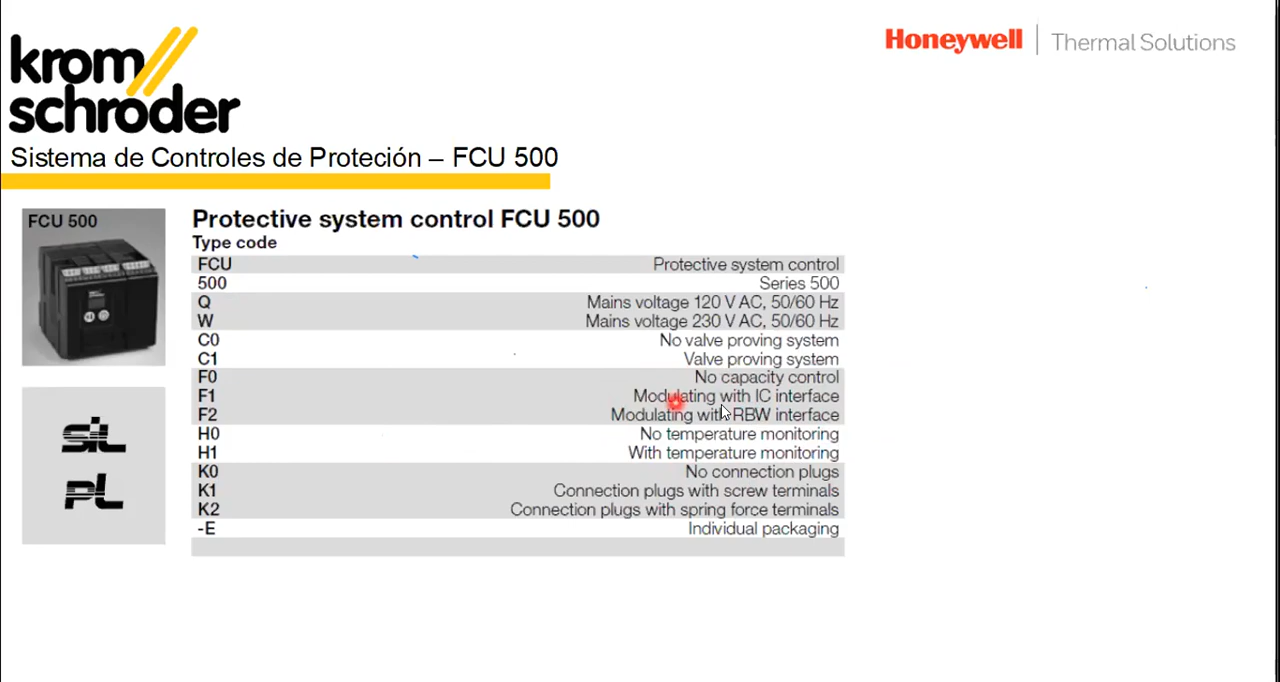 krom
schroder
Honeywell | Thermal Solutions
Sistema de Controles de Proteción – FCU 500
FCU 500
SIL
PL
Protective system control FCU 500
Type code
FCU Protective system control
500 Series 500
Q Mains voltage 120 V AC, 50/60 Hz
W Mains voltage 230 V AC, 50/60 Hz
C0 No valve proving system
C1 Valve proving system
F0 No capacity control
F1 Modulating with IC interface
F2 Modulating with RBW interface
H0 No temperature monitoring
H1 With temperature monitoring
K0 No connection plugs
K1 Connection plugs with screw terminals
K2 Connection plugs with spring force terminals
-E Individual packaging